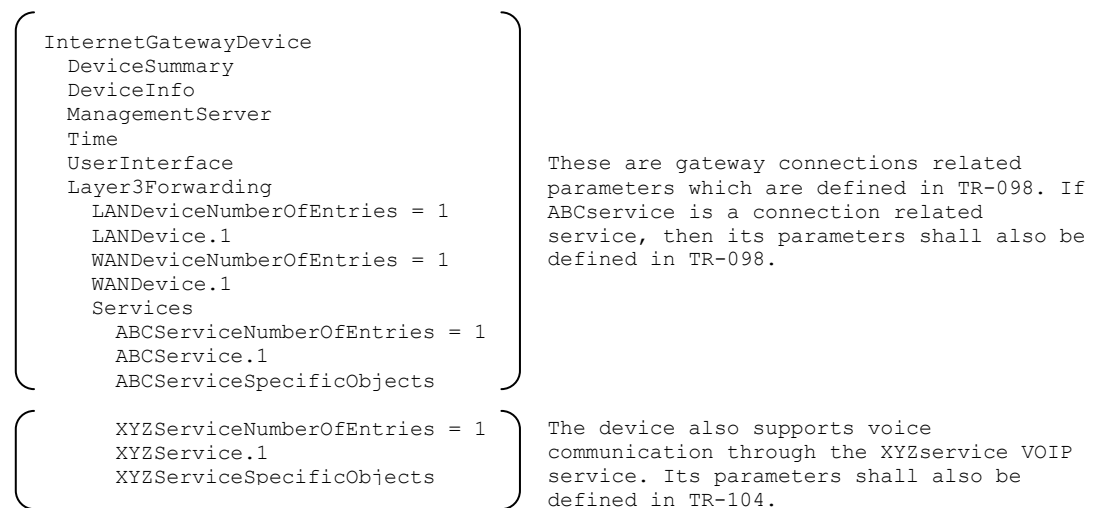 InternetGatewayDevice
DeviceSummary
DeviceInfo
ManagementServer
Time
UserInterface
Layer3Forwarding
LANDeviceNumberOfEntries = 1
LANDevice.1
WANDeviceNumberOfEntries = 1
WANDevice.1
Services
ABCServiceNumberOfEntries = 1
ABCService.1
ABCServiceSpecificObjects
These are gateway connections related
parameters which are defined in TR-098. If
ABCservice is a connection related
service, then its parameters shall also be
defined in TR-098.
XYZServiceNumberOfEntries = 1
XYZService.1
XYZServiceSpecificObjects
The device also supports voice
communication through the XYZservice VOIP
service. Its parameters shall also be
defined in TR-104.